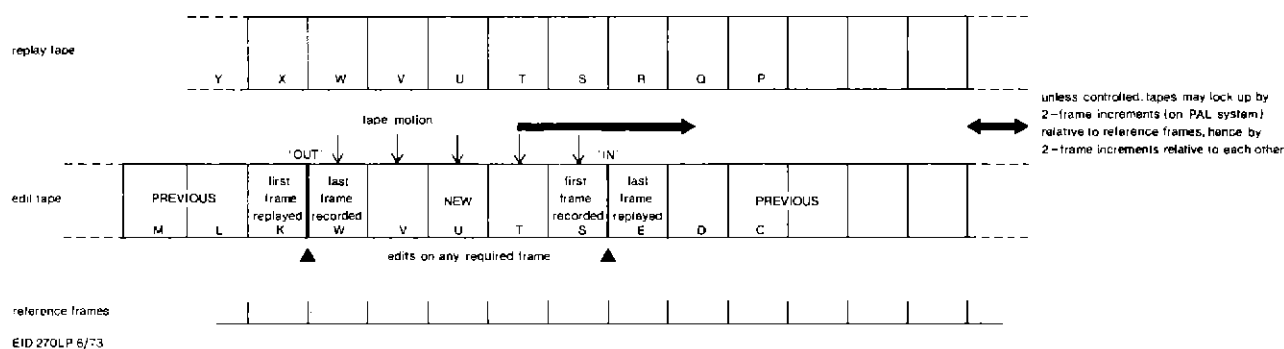 replay tape
Y X W V U T S R Q P
tape motion
unless controlled, tapes may lock up by
2-frame increments (on PAL system)
relative to reference frames, hence by
2-frame increments relative to each other
'OUT' 'IN'
edit tape
PREVIOUS
first
frame
replayed
last
frame
recorded
NEW
first
frame
recorded
last
frame
replayed
PREVIOUS
M L K W V U T S E D C
edits on any required frame
reference frames
EID 270LP 6/73